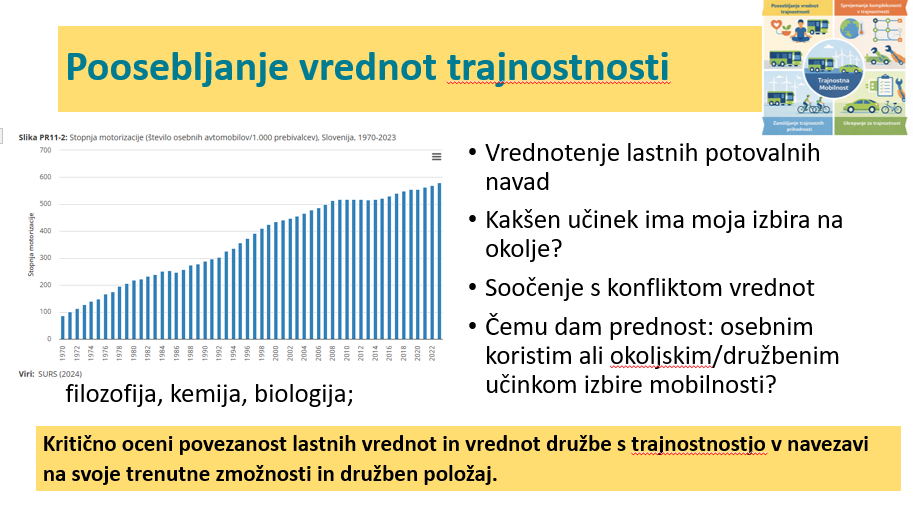 Poosebljanje vrednot trajnostnosti
Poosebljanje vrednot
trajnostnosti
Sprejemanje kompleksnosti
v trajnostnosti
Trajnostna
Mobilnost
Zamišljanje trajnostnih
prihodnosti
Ukrepanje za trajnostnost
Slika PR11-2: Stopnja motorizacije (število osebnih avtomobilov/1.000 prebivalcev), Slovenija, 1970-2023
Stopnja motorizacije
700
600
500
400
300
200
100
0
1970 1972 1974 1976 1978 1980 1982 1984 1986 1988 1990 1992 1994 1996 1998 2000 2002 2004 2006 2008 2010 2012 2014 2016 2018 2020 2022
Viri: SURS (2024)
filozofija, kemija, biologija;
• Vrednotenje lastnih potovalnih
navad
• Kakšen učinek ima moja izbira na
okolje?
• Soočenje s konfliktom vrednot
• Čemu dam prednost: osebnim
koristim ali okoljskim/družbenim
učinkom izbire mobilnosti?
Kritično oceni povezanost lastnih vrednot in vrednot družbe s trajnostnostjo v navezavi
na svoje trenutne zmožnosti in družben položaj.